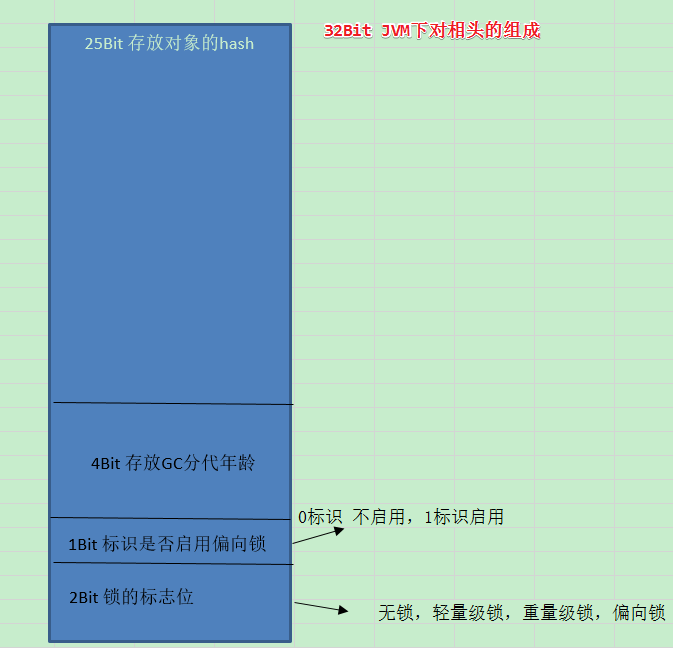 32Bit JVM下对相头的组成
25Bit 存放对象的hash
4Bit 存放GC分代年龄
0标识 不启用，1标识启用
1Bit 标识是否启用偏向锁
2Bit 锁的标志位
无锁，轻量级锁，重量级锁，偏向锁